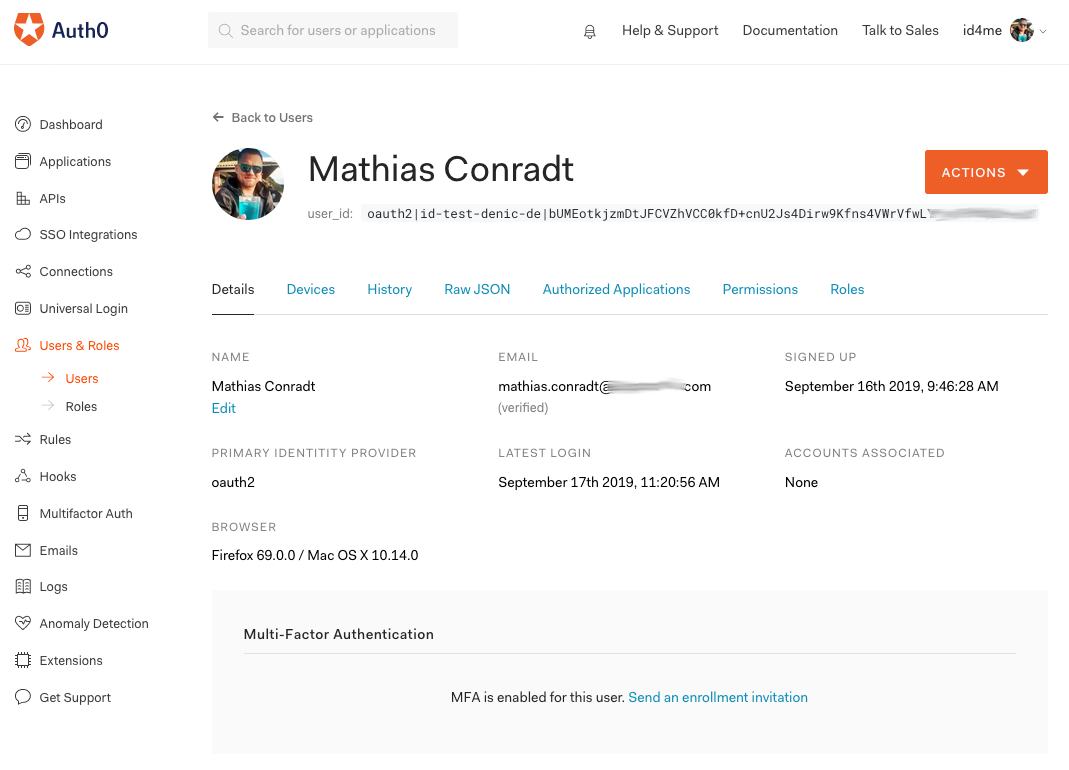 Auth0
Search for users or applications
Help & Support
Documentation
Talk to Sales
id4me
Dashboard
Applications
APIs
SSO Integrations
Connections
Universal Login
Users & Roles
Users
Roles
Rules
Hooks
Multifactor Auth
Emails
Logs
Anomaly Detection
Extensions
Get Support
Back to Users
Mathias Conradt
ACTIONS
user_id: oauth2|id-test-denic-de|bUMEotkjzmDtJFCVZhVCC0kfD+cnU2Js4Dirw9Kfns4VWrVfwL
Details
Devices
History
Raw JSON
Authorized Applications
Permissions
Roles
NAME
Mathias Conradt
Edit
EMAIL
mathias.conradt@ com
(verified)
SIGNED UP
September 16th 2019, 9:46:28 AM
PRIMARY IDENTITITY PROVIDER
oauth2
LATEST LOGIN
September 17th 2019, 11:20:56 AM
ACCOUNTS ASSOCIATED
None
BROWSER
Firefox 69.0.0 / Mac OS X 10.14.0
Multi-Factor Authentication
MFA is enabled for this user. Send an enrollment invitation